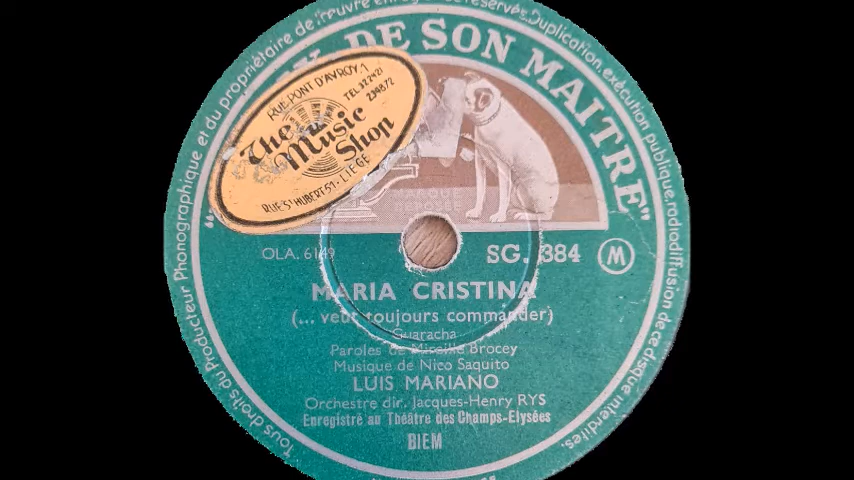 DE SON MAITRE"
Tous droits du Producteur Phonographique et du propriétaire de l'œuvre enregistrée réservés. Duplication, exécution publique, radiodiffusion de ce disque interdites.
RUE PONT D'AVROY, 1
TEL 32 2421
234872
The
Music
Shop
RUE ST HUBERT 51 - LIEGE
OLA. 6149
SG. 384
M
MARIA CRISTINA
(... veut toujours commander)
Guaracha
Paroles de Mireille Brocey
Musique de Nico Saquito
LUIS MARIANO
Orchestre dir. Jacques-Henry RYS
Enregistré au Théâtre des Champs-Elysées
BIEM